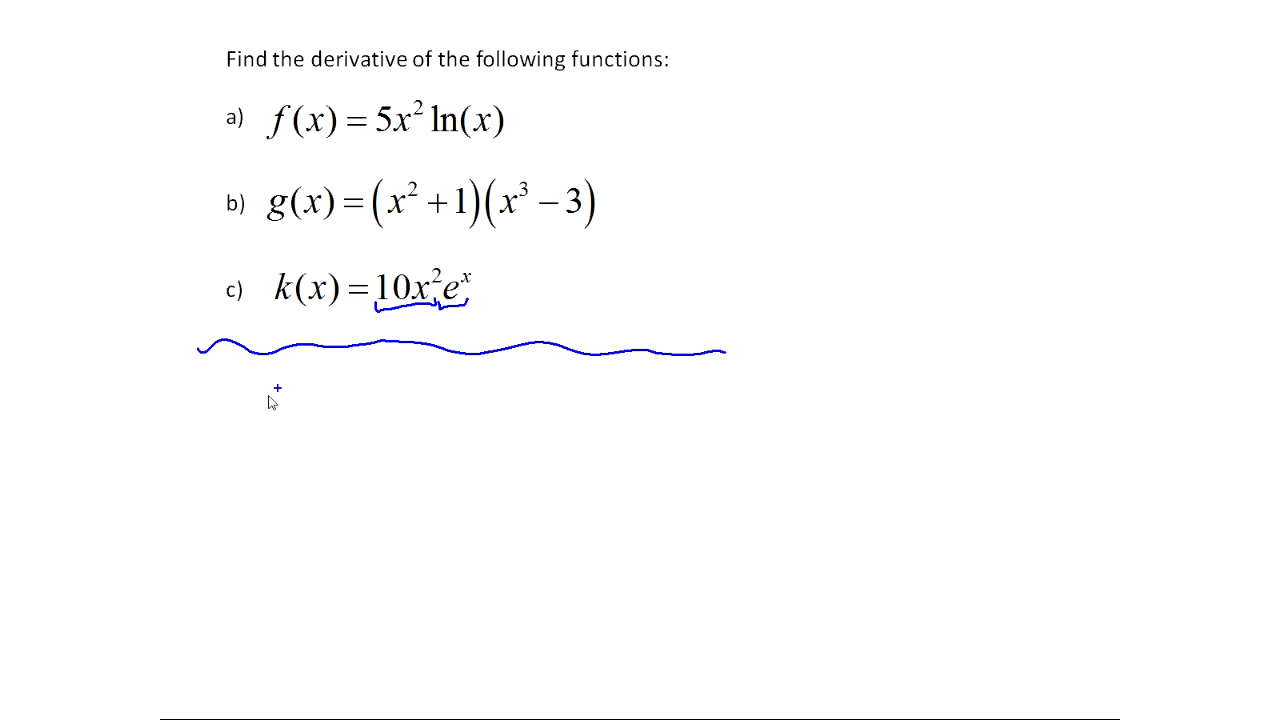 Find the derivative of the following functions:
a) f(x) = 5x² ln(x)
b) g(x) = (x² + 1)(x³ − 3)
c) k(x) = 10x²eˣ